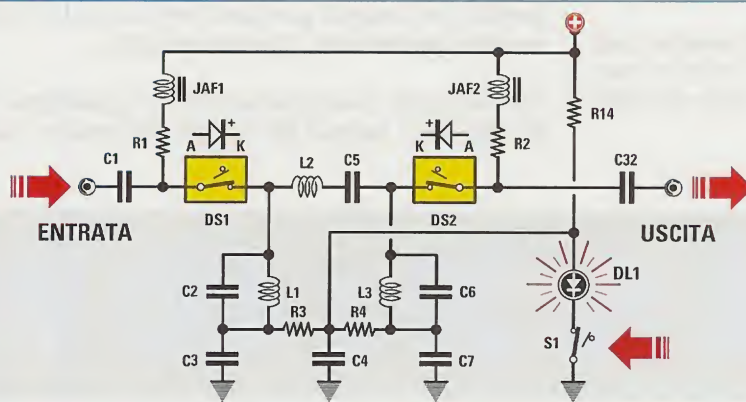 JAF1
JAF2
R14
R1
R2
C1
A K
L2
C5
K A
C32
ENTRATA
DS1
DS2
USCITA
C2
L1
L3
C6
DL1
R3
R4
S1
C3
C4
C7